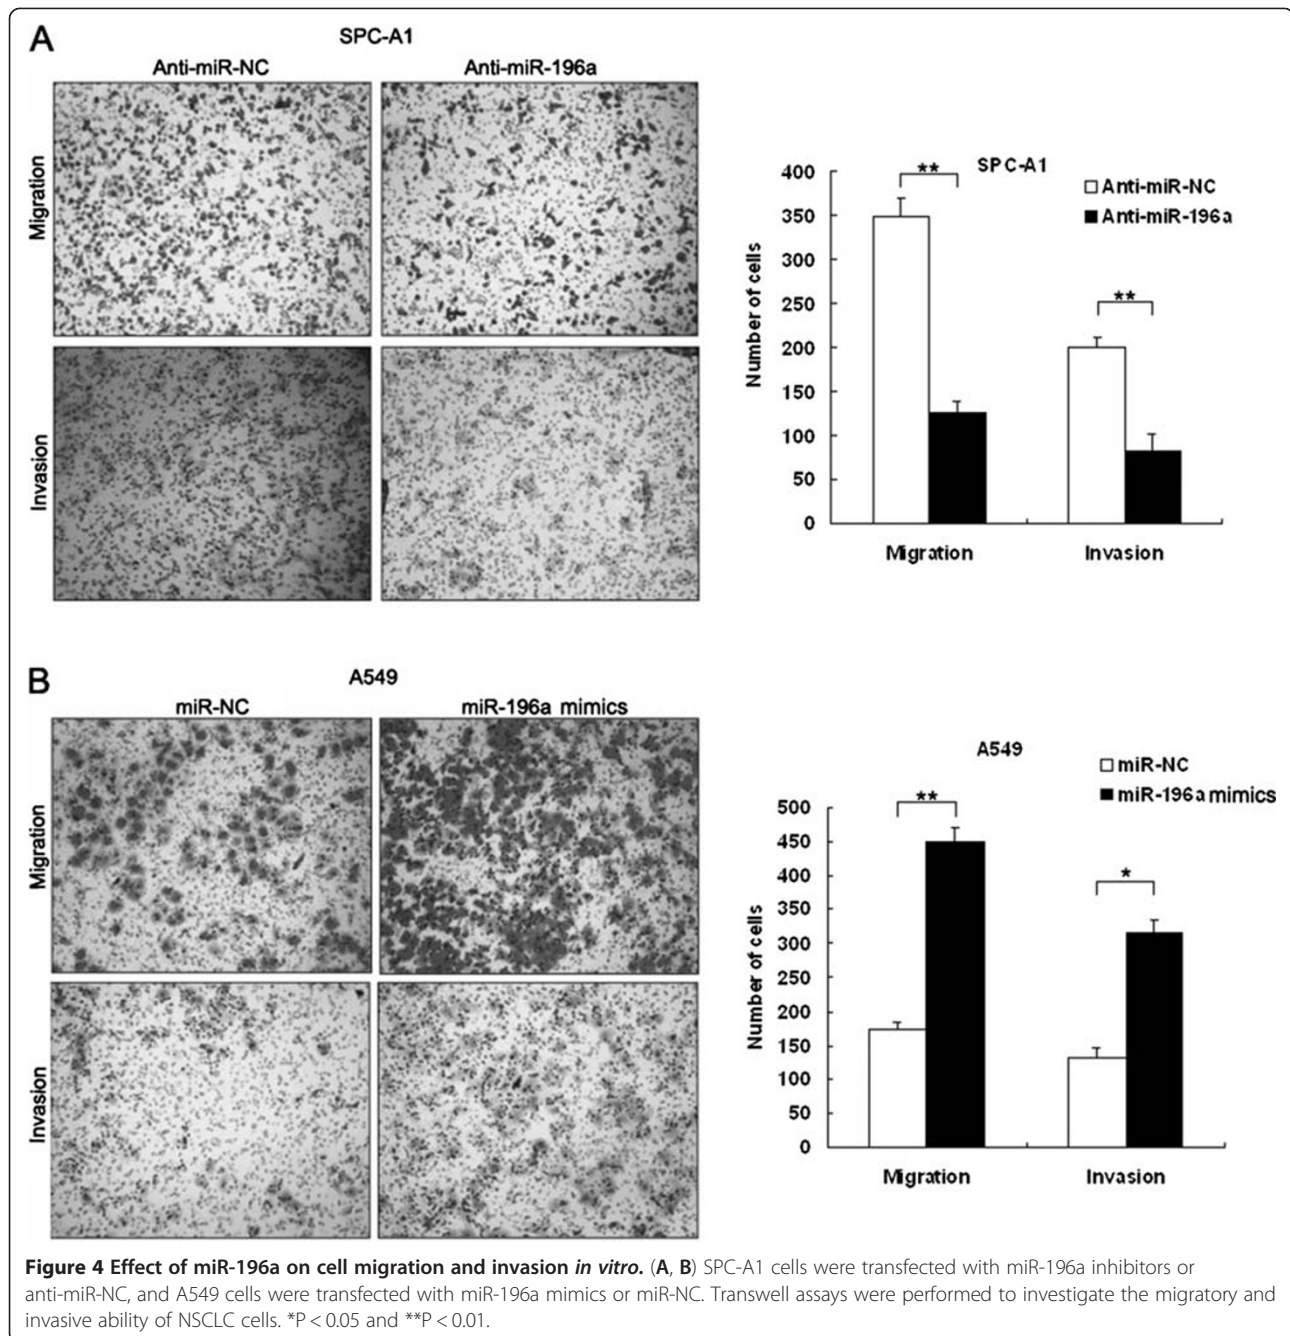 A
SPC-A1
Anti-miR-NC
Anti-miR-196a
Migration
Invasion
SPC-A1
**
**
Anti-miR-NC
Anti-miR-196a
Number of cells
400
350
300
250
200
150
100
50
0
Migration
Invasion
B
A549
miR-NC
miR-196a mimics
Migration
Invasion
A549
miR-NC
miR-196a mimics
**
*
Number of cells
500
450
400
350
300
250
200
150
100
50
0
Migration
Invasion
Figure 4 Effect of miR-196a on cell migration and invasion in vitro. (A, B) SPC-A1 cells were transfected with miR-196a inhibitors or
anti-miR-NC, and A549 cells were transfected with miR-196a mimics or miR-NC. Transwell assays were performed to investigate the migratory and
invasive ability of NSCLC cells. *P < 0.05 and **P < 0.01.